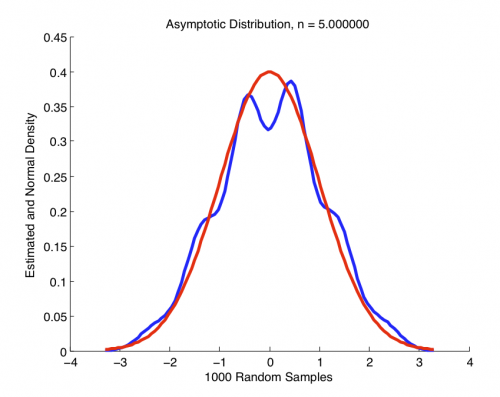 Asymptotic Distribution, n = 5.000000
0.45
0.4
0.35
0.3
0.25
0.2
0.15
0.1
0.05
0
Estimated and Normal Density
−4 −3 −2 −1 0 1 2 3 4
1000 Random Samples